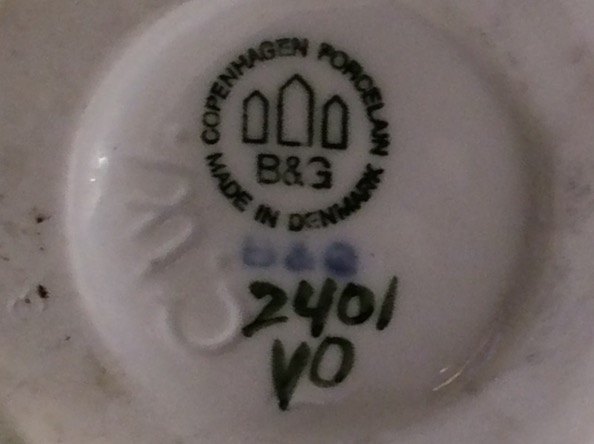 COPENHAGEN PORCELAIN
B&G
MADE IN DENMARK
B&G
2401
VO